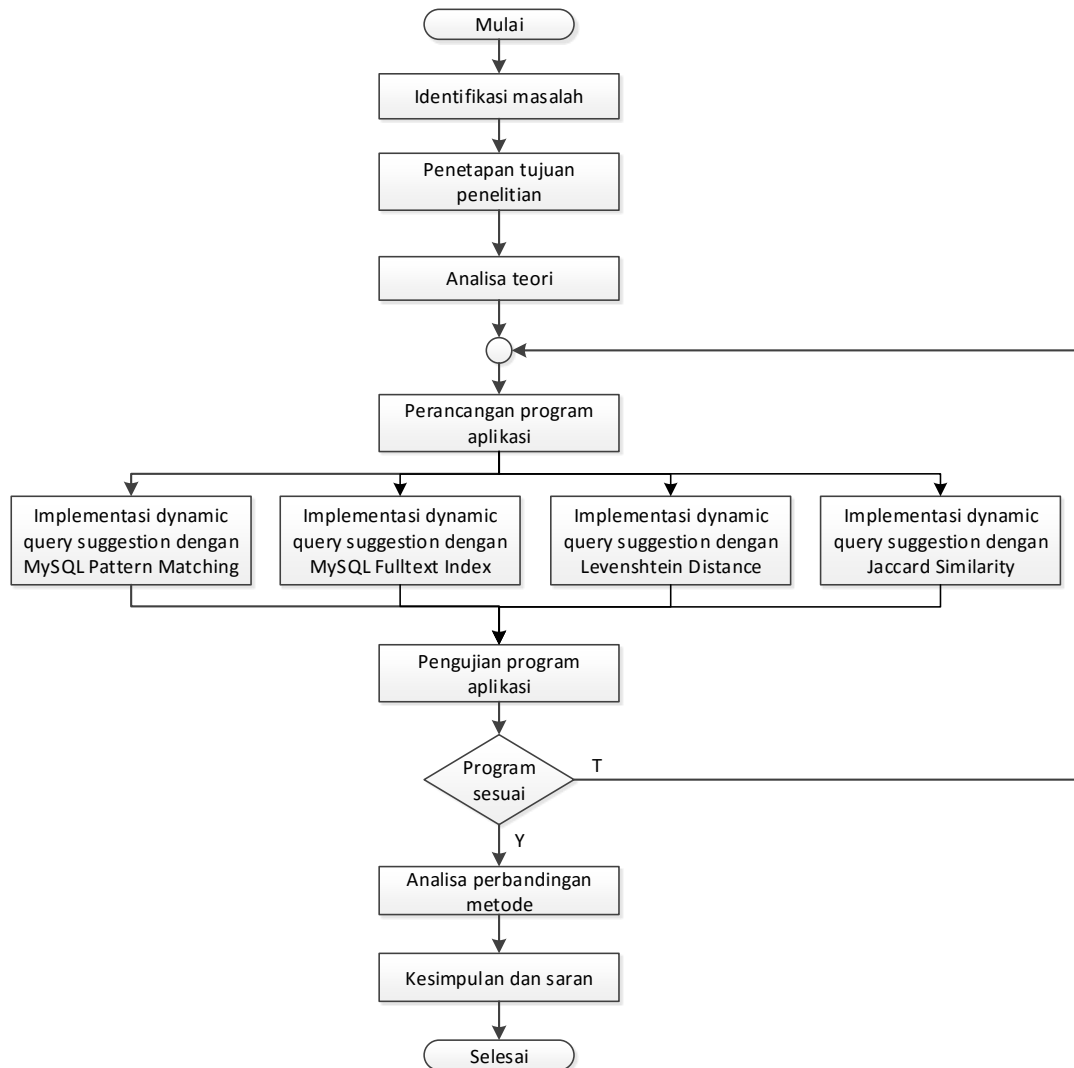 Mulai
Identifikasi masalah
Penetapan tujuan
penelitian
Analisa teori
Perancangan program
aplikasi
Implementasi dynamic
query suggestion dengan
MySQL Pattern Matching
Implementasi dynamic
query suggestion dengan
MySQL Fulltext Index
Implementasi dynamic
query suggestion dengan
Levenshtein Distance
Implementasi dynamic
query suggestion dengan
Jaccard Similarity
Pengujian program
aplikasi
Program
sesuai
T
Y
Analisa perbandingan
metode
Kesimpulan dan saran
Selesai